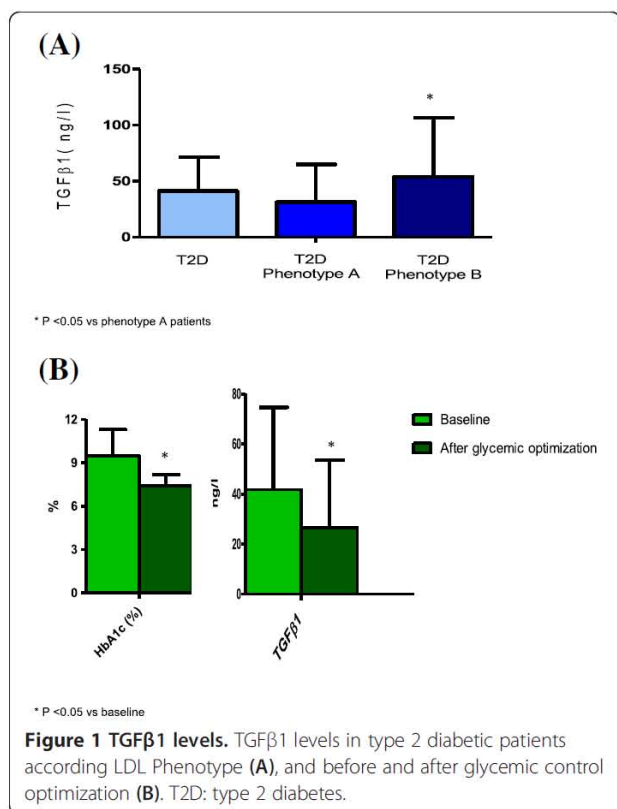 (A)
TGFβ1( ng/l)
150
100
50
0
*
T2D
T2D
Phenotype A
T2D
Phenotype B
* P <0.05 vs phenotype A patients
(B)
%
12
9
6
3
0
*
HbA1c (%)
ng/l
80
60
40
20
0
*
TGFβ1
Baseline
After glycemic optimization
* P <0.05 vs baseline
Figure 1 TGFβ1 levels. TGFβ1 levels in type 2 diabetic patients
according LDL Phenotype (A), and before and after glycemic control
optimization (B). T2D: type 2 diabetes.